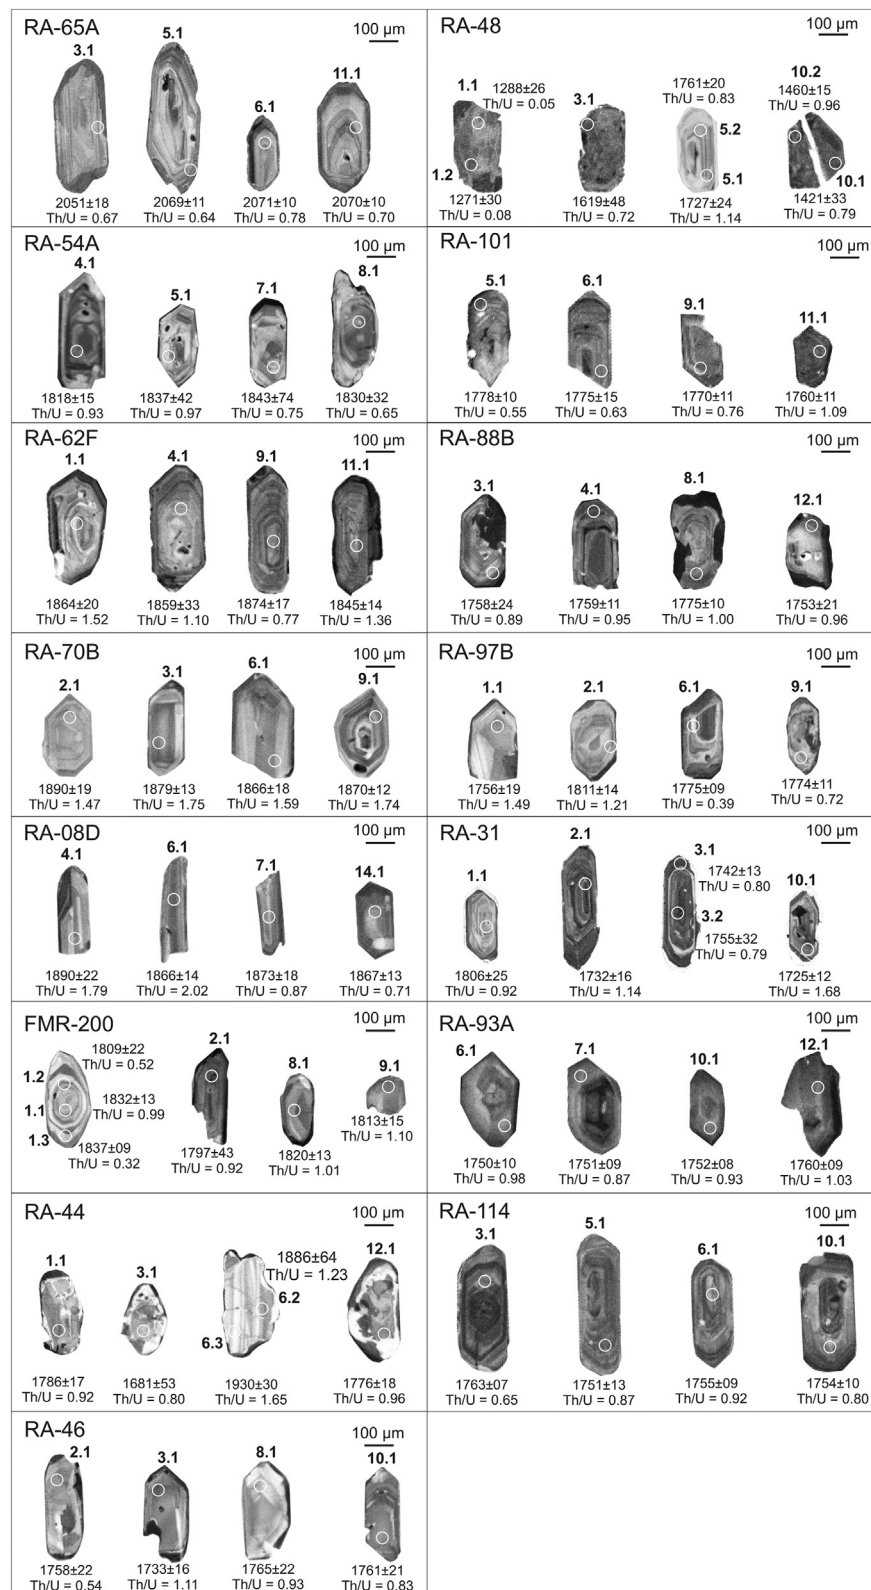 RA-65A
100 µm
3.1
5.1
6.1
11.1
2051±18
Th/U = 0.67
2069±11
Th/U = 0.64
2071±10
Th/U = 0.78
2070±10
Th/U = 0.70
RA-48
100 µm
1.1
1288±26
Th/U = 0.05
3.1
1761±20
Th/U = 0.83
10.2
1460±15
Th/U = 0.96
5.2
1.2
5.1
10.1
1271±30
Th/U = 0.08
1619±48
Th/U = 0.72
1727±24
Th/U = 1.14
1421±33
Th/U = 0.79
RA-54A
100 µm
4.1
5.1
7.1
8.1
1818±15
Th/U = 0.93
1837±42
Th/U = 0.97
1843±74
Th/U = 0.75
1830±32
Th/U = 0.65
RA-101
100 µm
5.1
6.1
9.1
11.1
1778±10
Th/U = 0.55
1775±15
Th/U = 0.63
1770±11
Th/U = 0.76
1760±11
Th/U = 1.09
RA-62F
100 µm
1.1
4.1
9.1
11.1
1864±20
Th/U = 1.52
1859±33
Th/U = 1.10
1874±17
Th/U = 0.77
1845±14
Th/U = 1.36
RA-88B
100 µm
3.1
4.1
8.1
12.1
1758±24
Th/U = 0.89
1759±11
Th/U = 0.95
1775±10
Th/U = 1.00
1753±21
Th/U = 0.96
RA-70B
100 µm
2.1
3.1
6.1
9.1
1890±19
Th/U = 1.47
1879±13
Th/U = 1.75
1866±18
Th/U = 1.59
1870±12
Th/U = 1.74
RA-97B
100 µm
1.1
2.1
6.1
9.1
1756±19
Th/U = 1.49
1811±14
Th/U = 1.21
1775±09
Th/U = 0.39
1774±11
Th/U = 0.72
RA-08D
100 µm
4.1
6.1
7.1
14.1
1890±22
Th/U = 1.79
1866±14
Th/U = 2.02
1873±18
Th/U = 0.87
1867±13
Th/U = 0.71
RA-31
100 µm
1.1
2.1
3.1
1742±13
Th/U = 0.80
3.2
1755±32
Th/U = 0.79
10.1
1806±25
Th/U = 0.92
1732±16
Th/U = 1.14
1725±12
Th/U = 1.68
FMR-200
100 µm
1809±22
Th/U = 0.52
1.2
1832±13
Th/U = 0.99
1.1
1.3
1837±09
Th/U = 0.32
2.1
8.1
9.1
1797±43
Th/U = 0.92
1820±13
Th/U = 1.01
1813±15
Th/U = 1.10
RA-93A
100 µm
6.1
7.1
10.1
12.1
1750±10
Th/U = 0.98
1751±09
Th/U = 0.87
1752±08
Th/U = 0.93
1760±09
Th/U = 1.03
RA-44
100 µm
1.1
3.1
1886±64
Th/U = 1.23
6.2
6.3
12.1
1786±17
Th/U = 0.92
1681±53
Th/U = 0.80
1930±30
Th/U = 1.65
1776±18
Th/U = 0.96
RA-114
100 µm
3.1
5.1
6.1
10.1
1763±07
Th/U = 0.65
1751±13
Th/U = 0.87
1755±09
Th/U = 0.92
1754±10
Th/U = 0.80
RA-46
100 µm
2.1
3.1
8.1
10.1
1758±22
Th/U = 0.54
1733±16
Th/U = 1.11
1765±22
Th/U = 0.93
1761±21
Th/U = 0.83